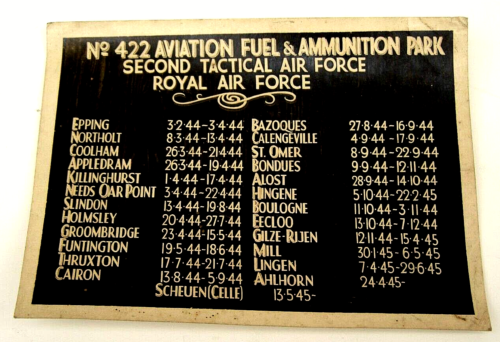 Nº 422 AVIATION FUEL & AMMUNITION PARK
SECOND TACTICAL AIR FORCE
ROYAL AIR FORCE
EPPING 3·2·44-3·4·44
NORTHOLT 8·3·44-13·4·44
COOLHAM 26·3·44-21·4·44
APPLEDRAM 26·3·44-19·4·44
KILLINGHURST 1·4·44-17·4·44
NEEDS OAR POINT 3·4·44-22·4·44
SLINDON 13·4·44-19·8·44
HOLMSLEY 20·4·44-27·7·44
GROOMBRIDGE 23·4·44-15·5·44
FUNTINGTON 19·5·44-18·6·44
THRUXTON 17·7·44-21·7·44
CAIRON 13·8·44-5·9·44
BAZOQUES 27·8·44-16·9·44
CALENGEVILLE 4·9·44-17·9·44
ST OMER 8·9·44-22·9·44
BONDUES 9·9·44-12·11·44
ALOST 28·9·44-14·10·44
HINGENE 5·10·44-22·2·45
BOULOGNE 11·10·44-3·11·44
EECLOO 13·10·44-7·12·44
GILZE-RIJEN 12·11·44-15·4·45
MILL 30·1·45-6·5·45
LINGEN 7·4·45-29·6·45
AHLHORN 24·4·45-
SCHEUEN (CELLE) 13·5·45-